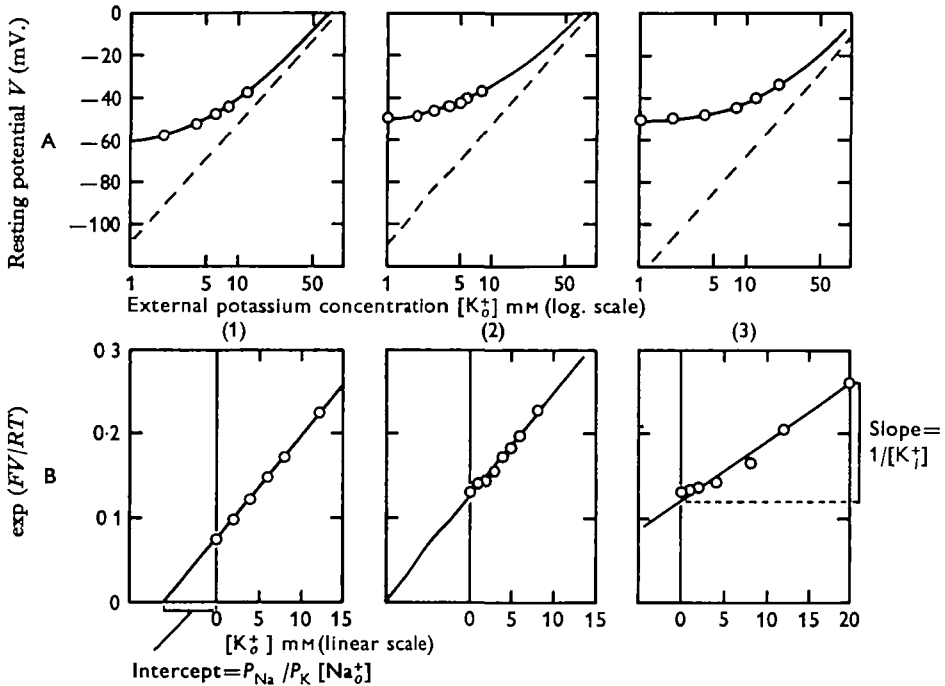 0
−20
−40
−60
−80
−100
Resting potential V (mV.)
A
1 5 10 50
1 5 10 50
1 5 10 50
External potassium concentration [K⁺ₒ] mM (log. scale)
(1) (2) (3)
0 3
0·2
0 1
0
exp (FV/RT)
B
Slope=
1/[K⁺ᵢ]
0 5 10 15
0 5 10 15
0 5 10 15 20
[K⁺ₒ] mM (linear scale)
Intercept=P_Na /P_K [Na⁺ₒ]